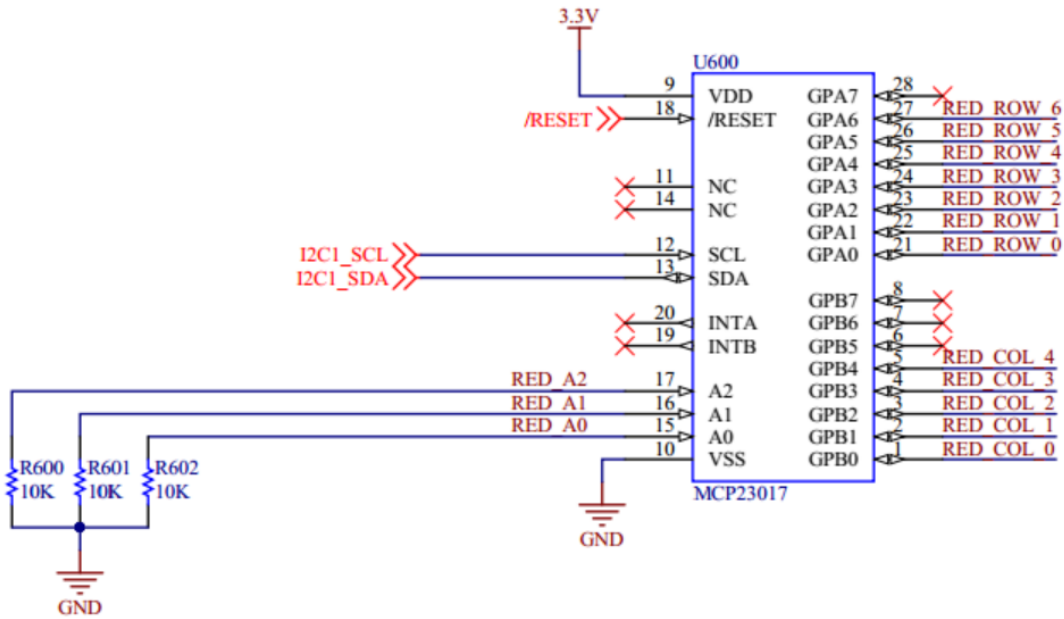 3.3V
U600
9 VDD GPA7 28
/RESET 18 /RESET GPA6 27 RED_ROW_6
GPA5 26 RED_ROW_5
GPA4 25 RED_ROW_4
11 NC GPA3 24 RED_ROW_3
14 NC GPA2 23 RED_ROW_2
GPA1 22 RED_ROW_1
I2C1_SCL 12 SCL GPA0 21 RED_ROW_0
I2C1_SDA 13 SDA
GPB7 8
20 INTA GPB6 7
19 INTB GPB5 6
GPB4 5 RED_COL_4
RED_A2 17 A2 GPB3 4 RED_COL_3
RED_A1 16 A1 GPB2 3 RED_COL_2
RED_A0 15 A0 GPB1 2 RED_COL_1
10 VSS GPB0 1 RED_COL_0
R600 R601 R602
10K 10K 10K
MCP23017
GND
GND